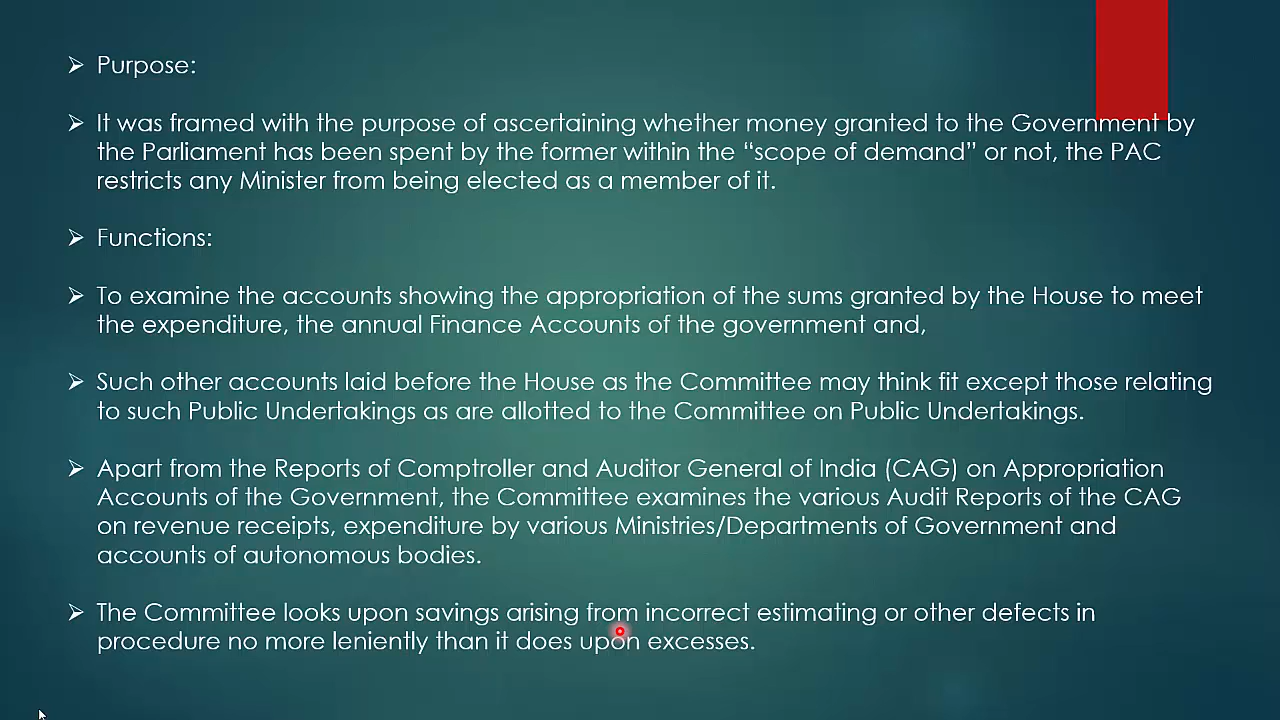 Purpose:
It was framed with the purpose of ascertaining whether money granted to the Government by
the Parliament has been spent by the former within the “scope of demand” or not, the PAC
restricts any Minister from being elected as a member of it.
Functions:
To examine the accounts showing the appropriation of the sums granted by the House to meet
the expenditure, the annual Finance Accounts of the government and,
Such other accounts laid before the House as the Committee may think fit except those relating
to such Public Undertakings as are allotted to the Committee on Public Undertakings.
Apart from the Reports of Comptroller and Auditor General of India (CAG) on Appropriation
Accounts of the Government, the Committee examines the various Audit Reports of the CAG
on revenue receipts, expenditure by various Ministries/Departments of Government and
accounts of autonomous bodies.
The Committee looks upon savings arising from incorrect estimating or other defects in
procedure no more leniently than it does upon excesses.